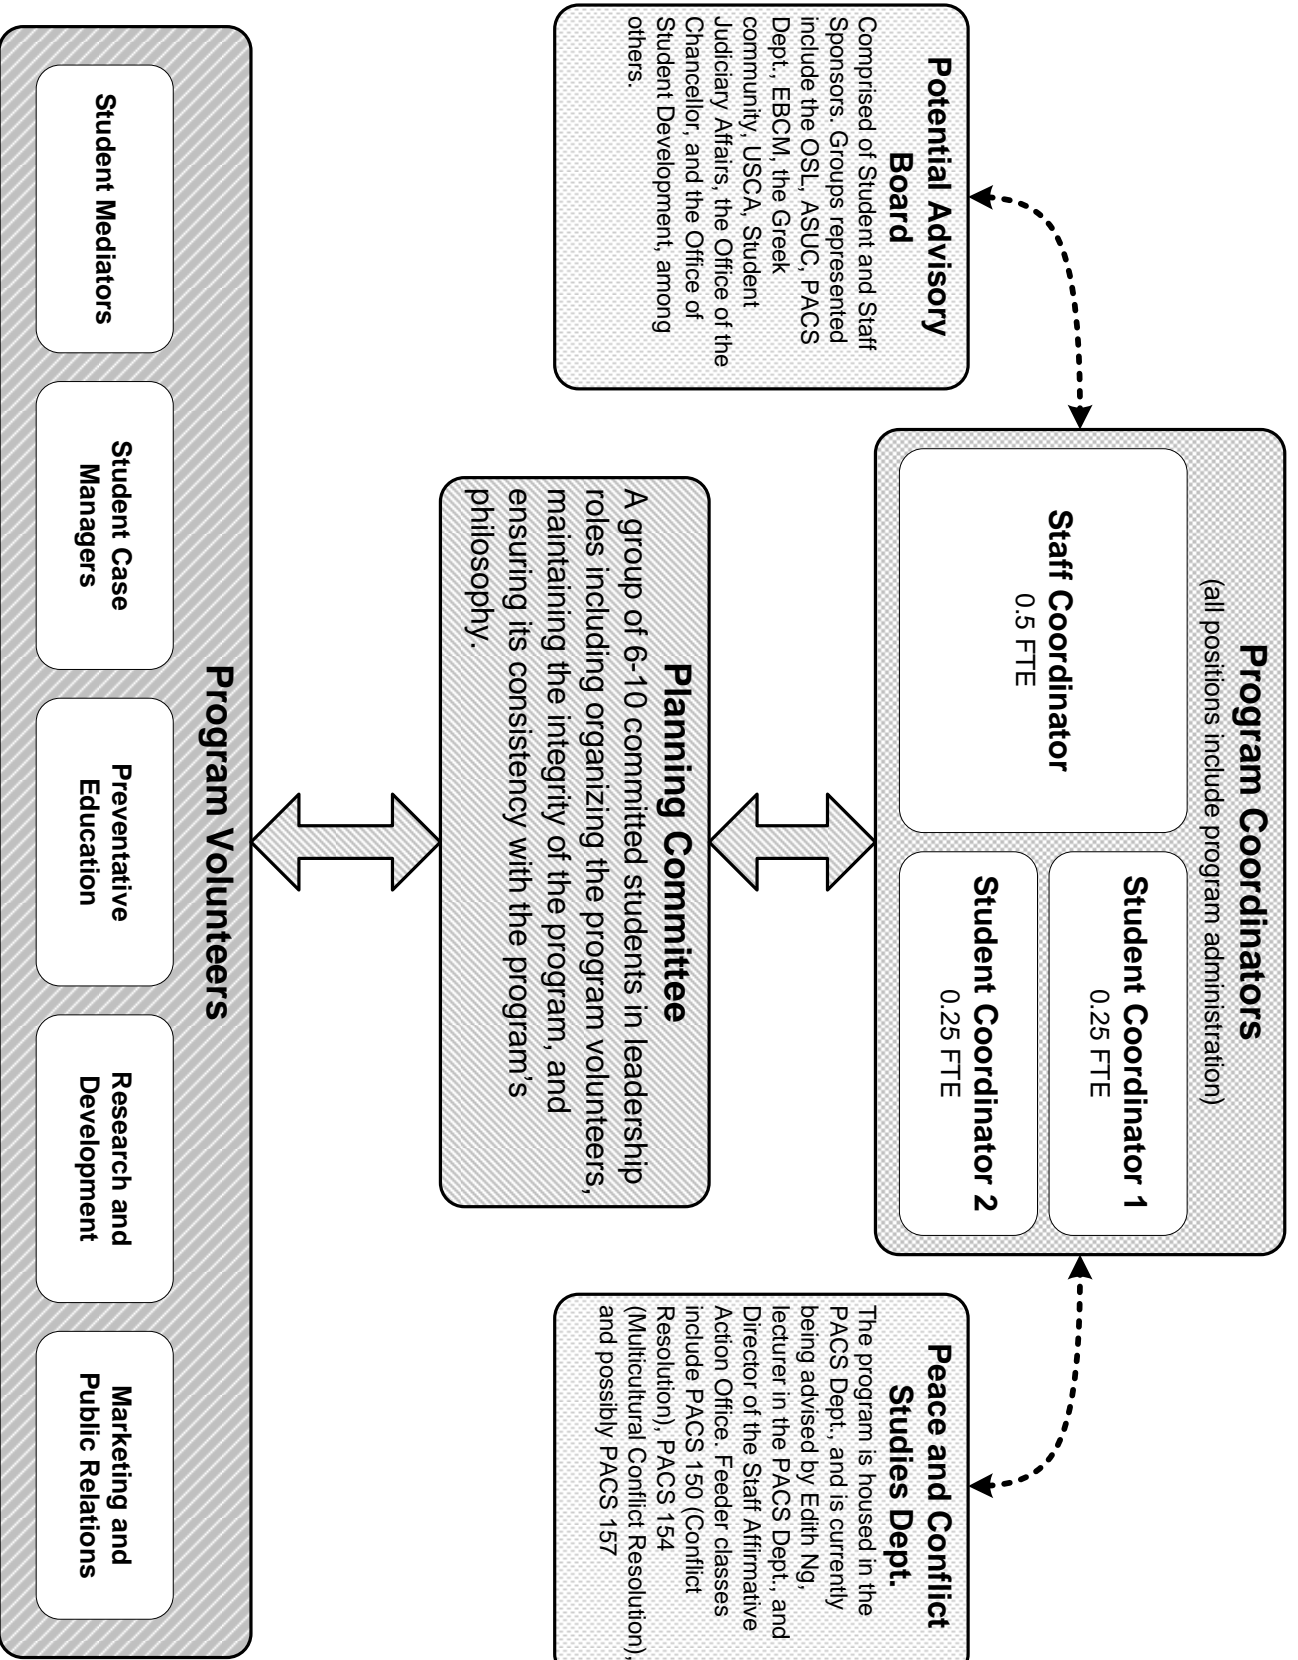 Program Coordinators
(all positions include program administration)
Staff Coordinator
0.5 FTE
Student Coordinator 1
0.25 FTE
Student Coordinator 2
0.25 FTE
Potential Advisory
Board
Comprised of Student and Staff
Sponsors. Groups represented
include the OSL, ASUC, PACS
Dept., EBCM, the Greek
community, USCA, Student
Judiciary Affairs, the Office of the
Chancellor, and the Office of
Student Development, among
others.
Peace and Conflict
Studies Dept.
The program is housed in the
PACS Dept., and is currently
being advised by Edith Ng,
lecturer in the PACS Dept., and
Director of the Staff Affirmative
Action Office. Feeder classes
include PACS 150 (Conflict
Resolution), PACS 154
(Multicultural Conflict Resolution),
and possibly PACS 157
Planning Committee
A group of 6-10 committed students in leadership
roles including organizing the program volunteers,
maintaining the integrity of the program, and
ensuring its consistency with the program's
philosophy.
Program Volunteers
Student Mediators
Student Case
Managers
Preventative
Education
Research and
Development
Marketing and
Public Relations